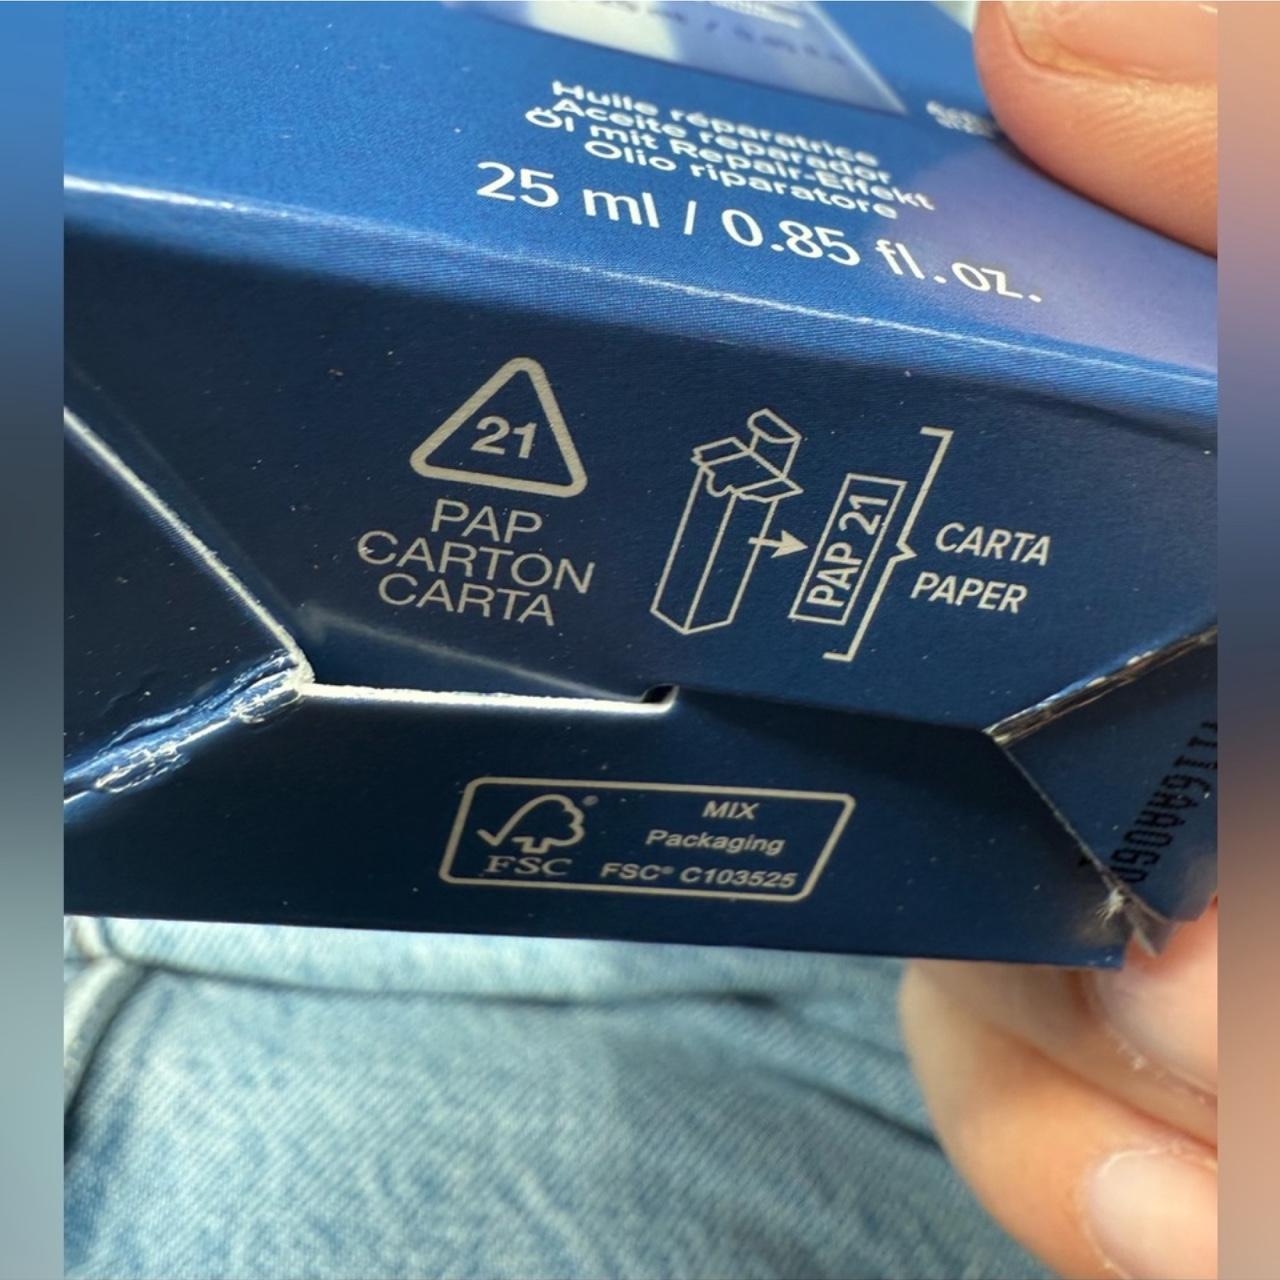 Huile réparatrice
Aceite reparador
Öl mit Repair-Effekt
Olio riparatore
25 ml / 0.85 fl.oz.
21
PAP
CARTON
CARTA
PAP 21
CARTA
PAPER
FSC®
MIX
Packaging
FSC® C103525